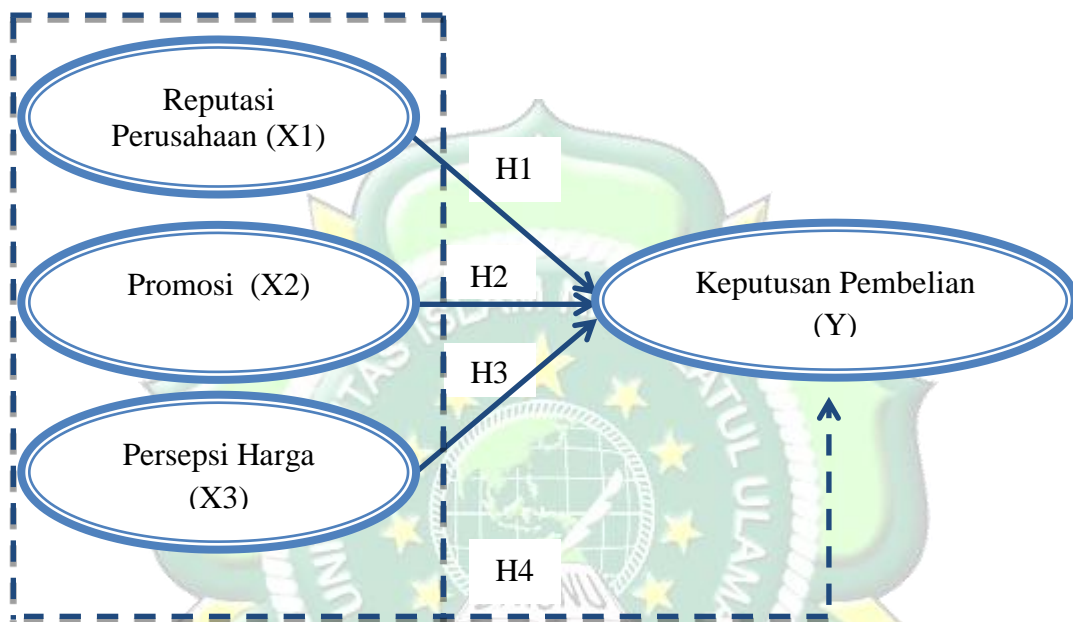 Reputasi
Perusahaan (X1)
H1
Promosi (X2)
H2
Keputusan Pembelian
(Y)
H3
Persepsi Harga
(X3)
H4